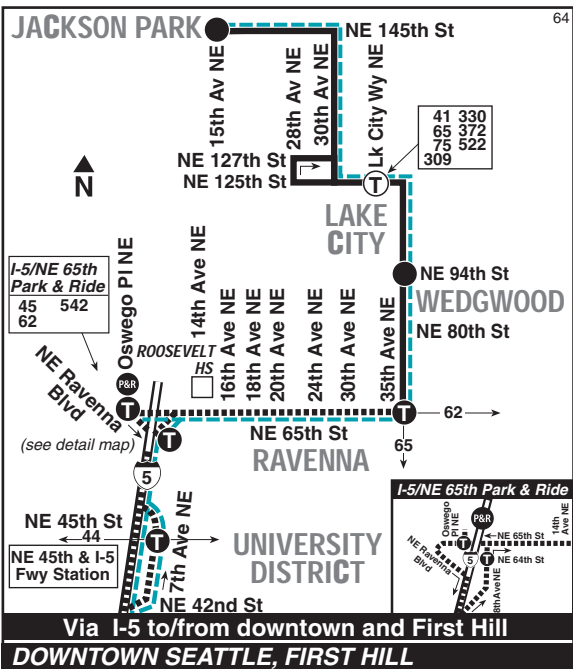 64
JACKSON PARK
NE 145th St
15th Av NE
28th Av NE
30th Av NE
Lk City Wy NE
41 330
65 372
75 522
309
NE 127th St
NE 125th St
T
N
LAKE
CITY
I-5/NE 65th
Park & Ride
45 542
62
Oswego Pl NE
14th Ave NE
ROOSEVELT
HS
16th Ave NE
18th Ave NE
20th Ave NE
24th Ave NE
30th Ave NE
35th Ave NE
NE 94th St
WEDGWOOD
NE 80th St
NE Ravenna
Blvd
P&R
T
T
T
62
(see detail map)
NE 65th St
65
RAVENNA
5
I-5/NE 65th Park & Ride
Oswego
Pl NE
P&R
14th
Ave NE
T
NE 65th St
NE Ravenna
Blvd
5
T
NE 64th St
8th Ave NE
NE 45th St
44
T
NE 45th & I-5
Fwy Station
7th Ave NE
UNIVERSITY
DISTRICT
NE 42nd St
Via I-5 to/from downtown and First Hill
DOWNTOWN SEATTLE, FIRST HILL